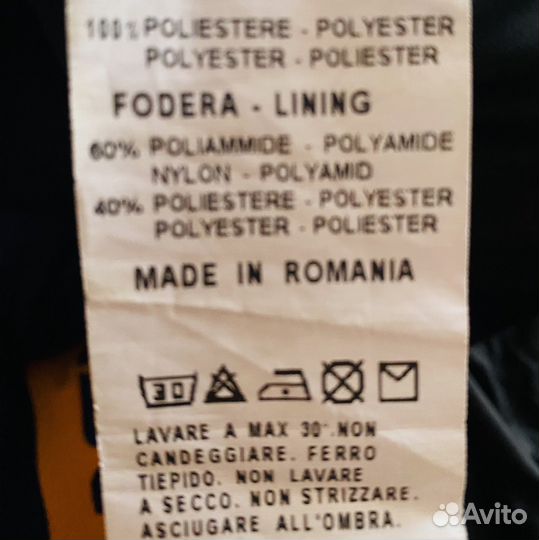 100% POLIESTERE - POLYESTER
POLYESTER - POLIESTER
FODERA - LINING
60% POLIAMMIDE - POLYAMIDE
NYLON - POLYAMID
40% POLIESTERE - POLYESTER
POLYESTER - POLIESTER
MADE IN ROMANIA
30
LAVARE A MAX 30°.NON
CANDEGGIARE. FERRO
TIEPIDO. NON LAVARE
A SECCO. NON STRIZZARE.
ASCIUGARE ALL'OMBRA.
Avito